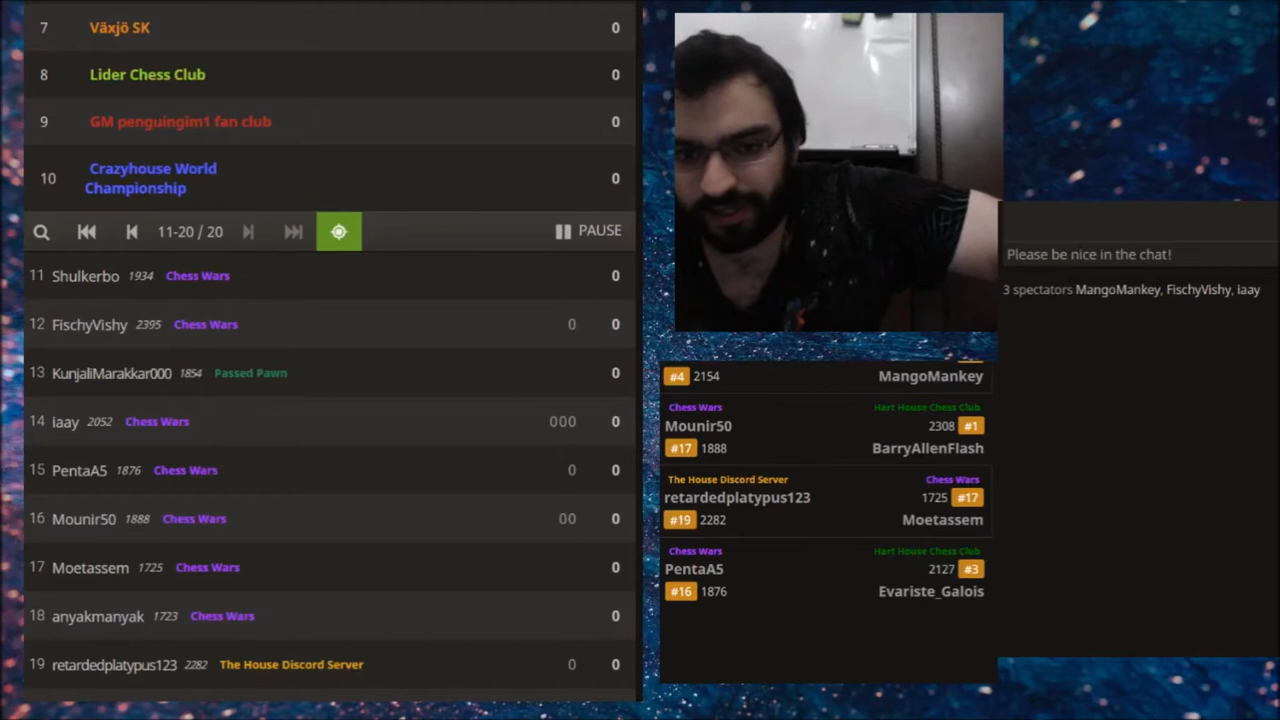 7 Växjö SK 0
8 Lider Chess Club 0
9 GM penguingim1 fan club 0
10 Crazyhouse World
Championship 0
11-20 / 20 PAUSE
11 Shulkerbo 1934 Chess Wars 0
12 FischyVishy 2395 Chess Wars 0 0
13 KunjaliMarakkar000 1854 Passed Pawn 0
14 iaay 2052 Chess Wars 000 0
15 PentaA5 1876 Chess Wars 0 0
16 Mounir50 1888 Chess Wars 00 0
17 Moetassem 1725 Chess Wars 0
18 anyakmanyak 1723 Chess Wars 0
19 retardedplatypus123 2282 The House Discord Server 0 0
#4 2154 MangoMankey
Chess Wars Hart House Chess Club
Mounir50 2308 #1
#17 1888 BarryAllenFlash
The House Discord Server Chess Wars
retardedplatypus123 1725 #17
#19 2282 Moetassem
Chess Wars Hart House Chess Club
PentaA5 2127 #3
#16 1876 Evariste_Galois
Please be nice in the chat!
3 spectators MangoMankey, FischyVishy, iaay